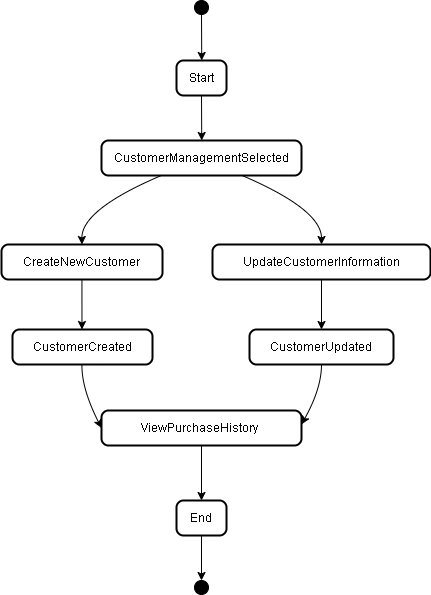 Start
CustomerManagementSelected
CreateNewCustomer
UpdateCustomerInformation
CustomerCreated
CustomerUpdated
ViewPurchaseHistory
End